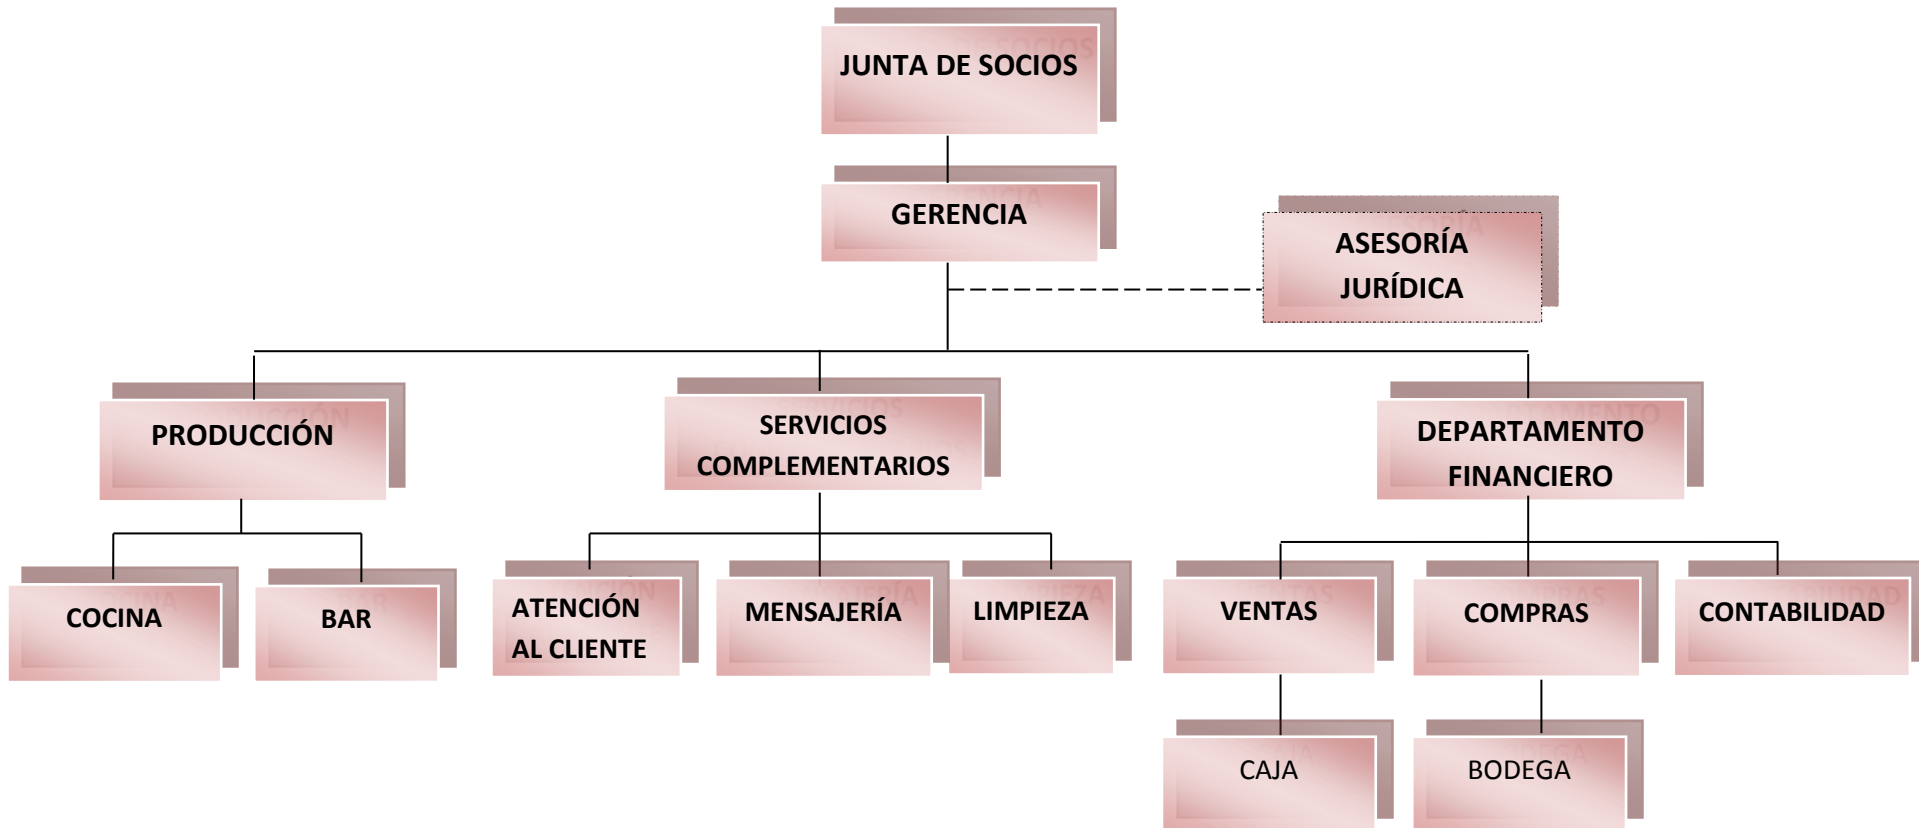 JUNTA DE SOCIOS
GERENCIA
ASESORÍA
JURÍDICA
PRODUCCIÓN
SERVICIOS
COMPLEMENTARIOS
DEPARTAMENTO
FINANCIERO
COCINA
BAR
ATENCIÓN
AL CLIENTE
MENSAJERÍA
LIMPIEZA
VENTAS
COMPRAS
CONTABILIDAD
CAJA
BODEGA